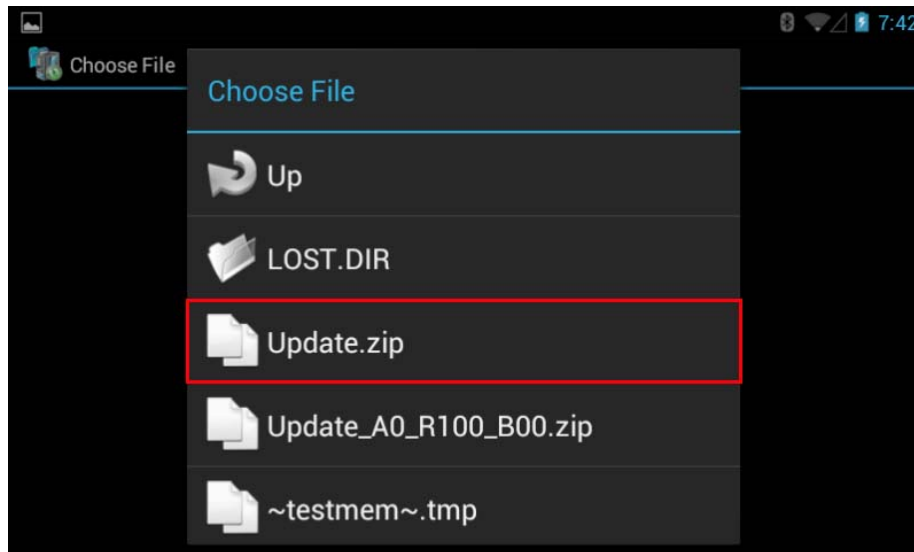 7:42
Choose File
Choose File
Up
LOST.DIR
Update.zip
Update_A0_R100_B00.zip
~testmem~.tmp